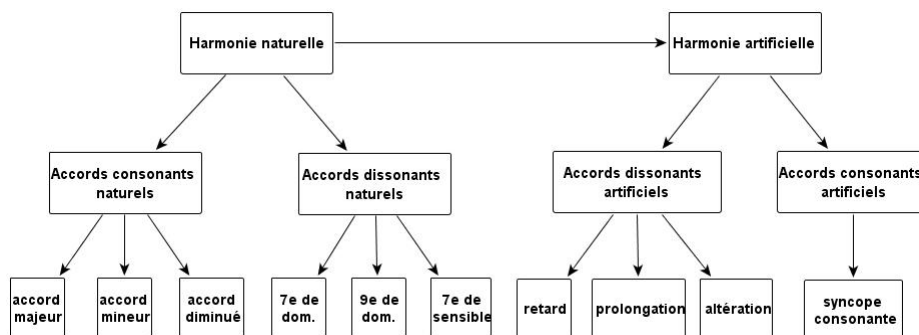 Harmonie naturelle
Harmonie artificielle
Accords consonants
naturels
Accords dissonants
naturels
Accords dissonants
artificiels
Accords consonants
artificiels
accord
majeur
accord
mineur
accord
diminué
7e de
dom.
9e de
dom.
7e de
sensible
retard
prolongation
altération
syncope
consonante